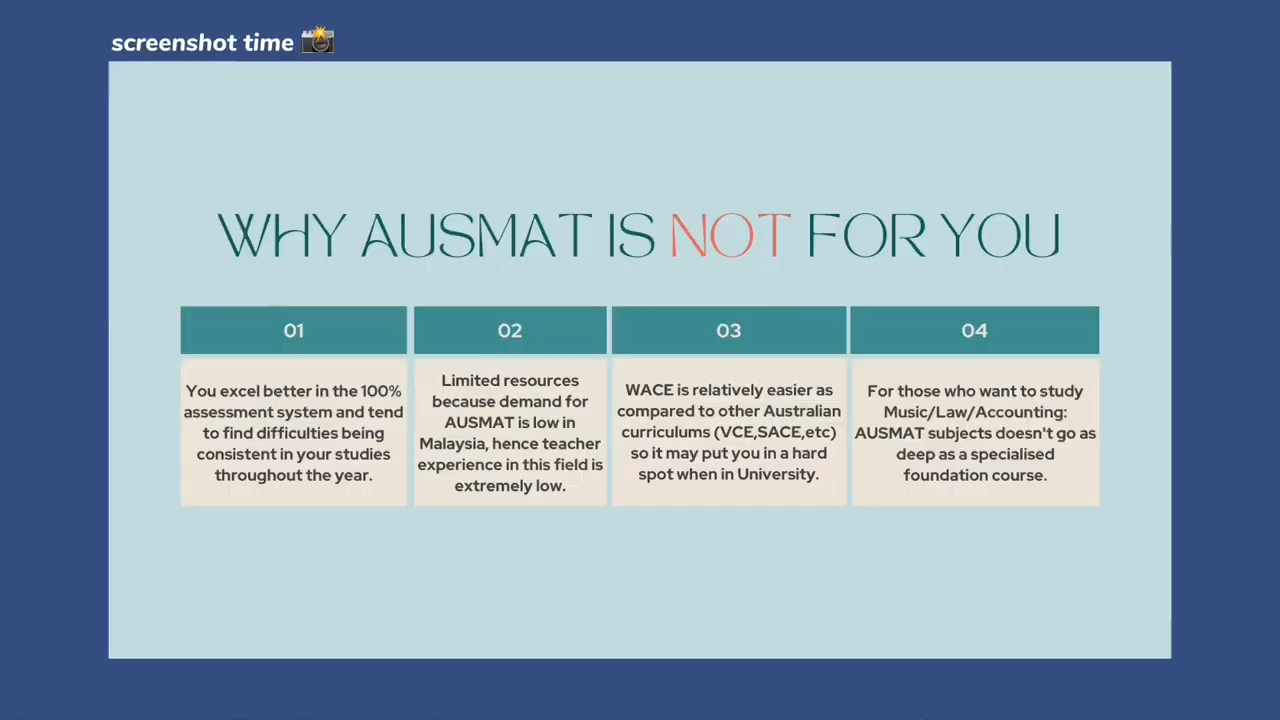 screenshot time
WHY AUSMAT IS NOT FOR YOU
01
You excel better in the 100%
assessment system and tend
to find difficulties being
consistent in your studies
throughout the year.
02
Limited resources
because demand for
AUSMAT is low in
Malaysia, hence teacher
experience in this field is
extremely low.
03
WACE is relatively easier as
compared to other Australian
curriculums (VCE,SACE,etc)
so it may put you in a hard
spot when in University.
04
For those who want to study
Music/Law/Accounting:
AUSMAT subjects doesn't go as
deep as a specialised
foundation course.